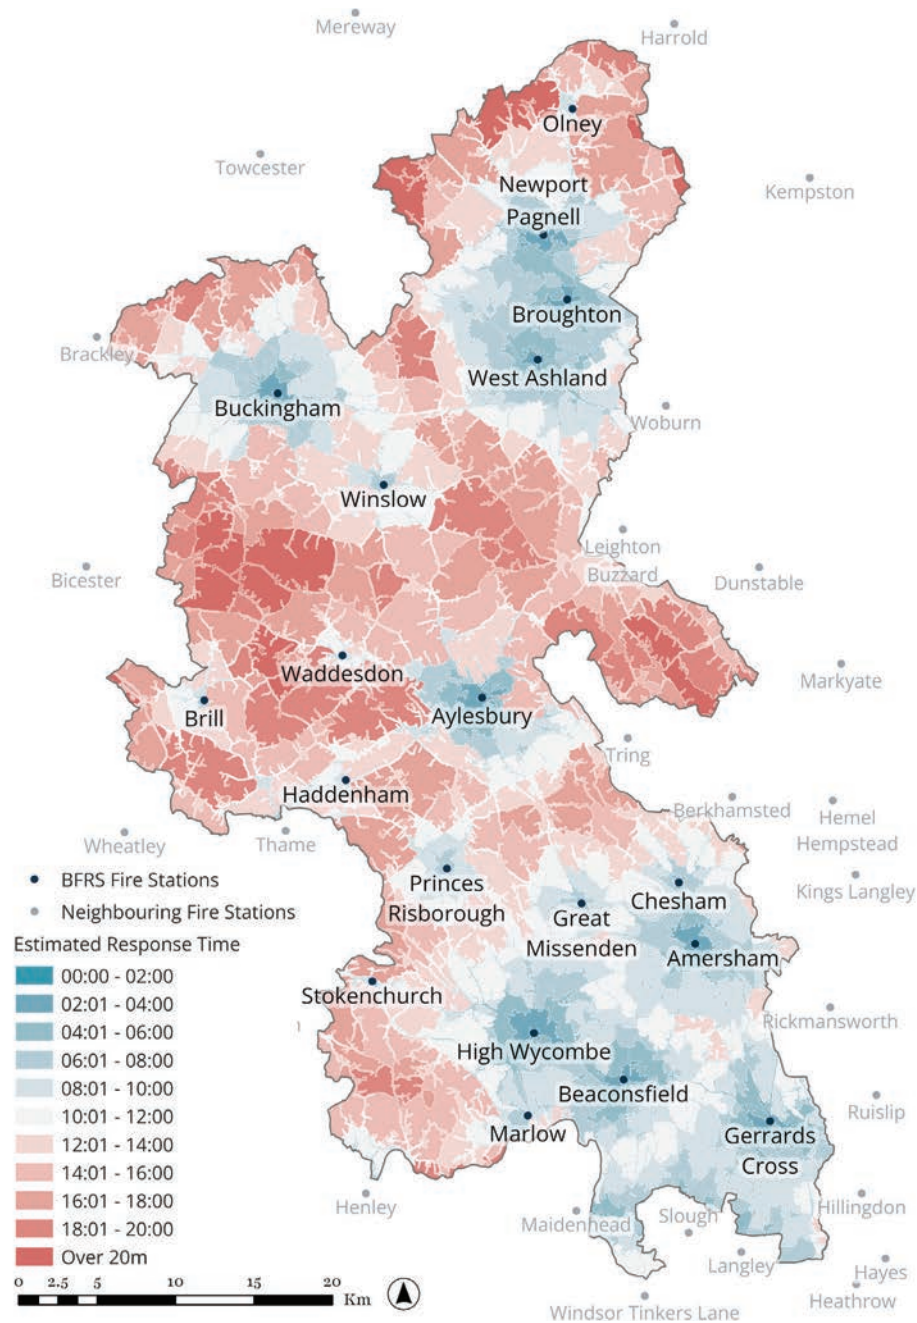 Mereway
Harrold
Olney
Towcester
Newport
Pagnell
Kempston
Broughton
Brackley
West Ashland
Buckingham
Woburn
Winslow
Leighton
Buzzard
Bicester
Dunstable
Waddesdon
Markyate
Brill
Aylesbury
Tring
Haddenham
Berkhamsted
Hemel
Hempstead
Wheatley
Thame
BFRS Fire Stations
Neighbouring Fire Stations
Princes
Risborough
Great
Missenden
Chesham
Kings Langley
Amersham
Stokenchurch
Rickmansworth
High Wycombe
Beaconsfield
Ruislip
Marlow
Gerrards
Cross
Henley
Maidenhead
Slough
Hillingdon
Langley
Hayes
Heathrow
Windsor Tinkers Lane
Estimated Response Time
00:00 - 02:00
02:01 - 04:00
04:01 - 06:00
06:01 - 08:00
08:01 - 10:00
10:01 - 12:00
12:01 - 14:00
14:01 - 16:00
16:01 - 18:00
18:01 - 20:00
Over 20m
0 2.5 5 10 15 20
Km